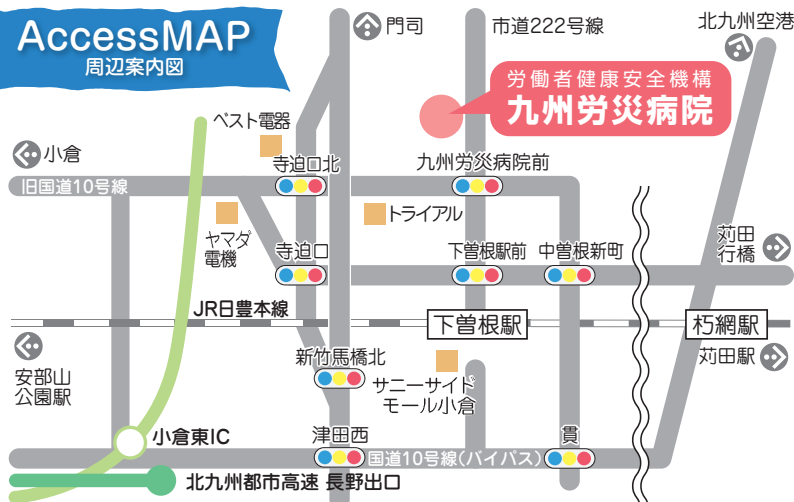 AccessMAP
周辺案内図
門司
市道222号線
北九州空港
労働者健康安全機構
九州労災病院
ベスト電器
小倉
寺迫口北
九州労災病院前
旧国道10号線
トライアル
ヤマダ
電機
寺迫口
下曽根駅前
中曽根新町
苅田
行橋
JR日豊本線
下曽根駅
朽網駅
安部山
公園駅
新竹馬橋北
サニーサイド
モール小倉
苅田駅
小倉東IC
津田西
国道10号線(バイパス)
貫
北九州都市高速 長野出口